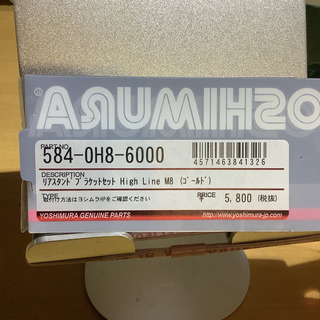 OSHIMURA®
PART NO.
584-0H8-6000
4571463841326
DESCRIPTION
リアスタンド ブラケットセット High Line M8 (ゴールド)
TYPE
取付け方法はヨシムラHPをご確認ください
PRICE
¥ 5,800 (税抜)
YOSHIMURA GENUINE PARTS
www.yoshimura-jp.com